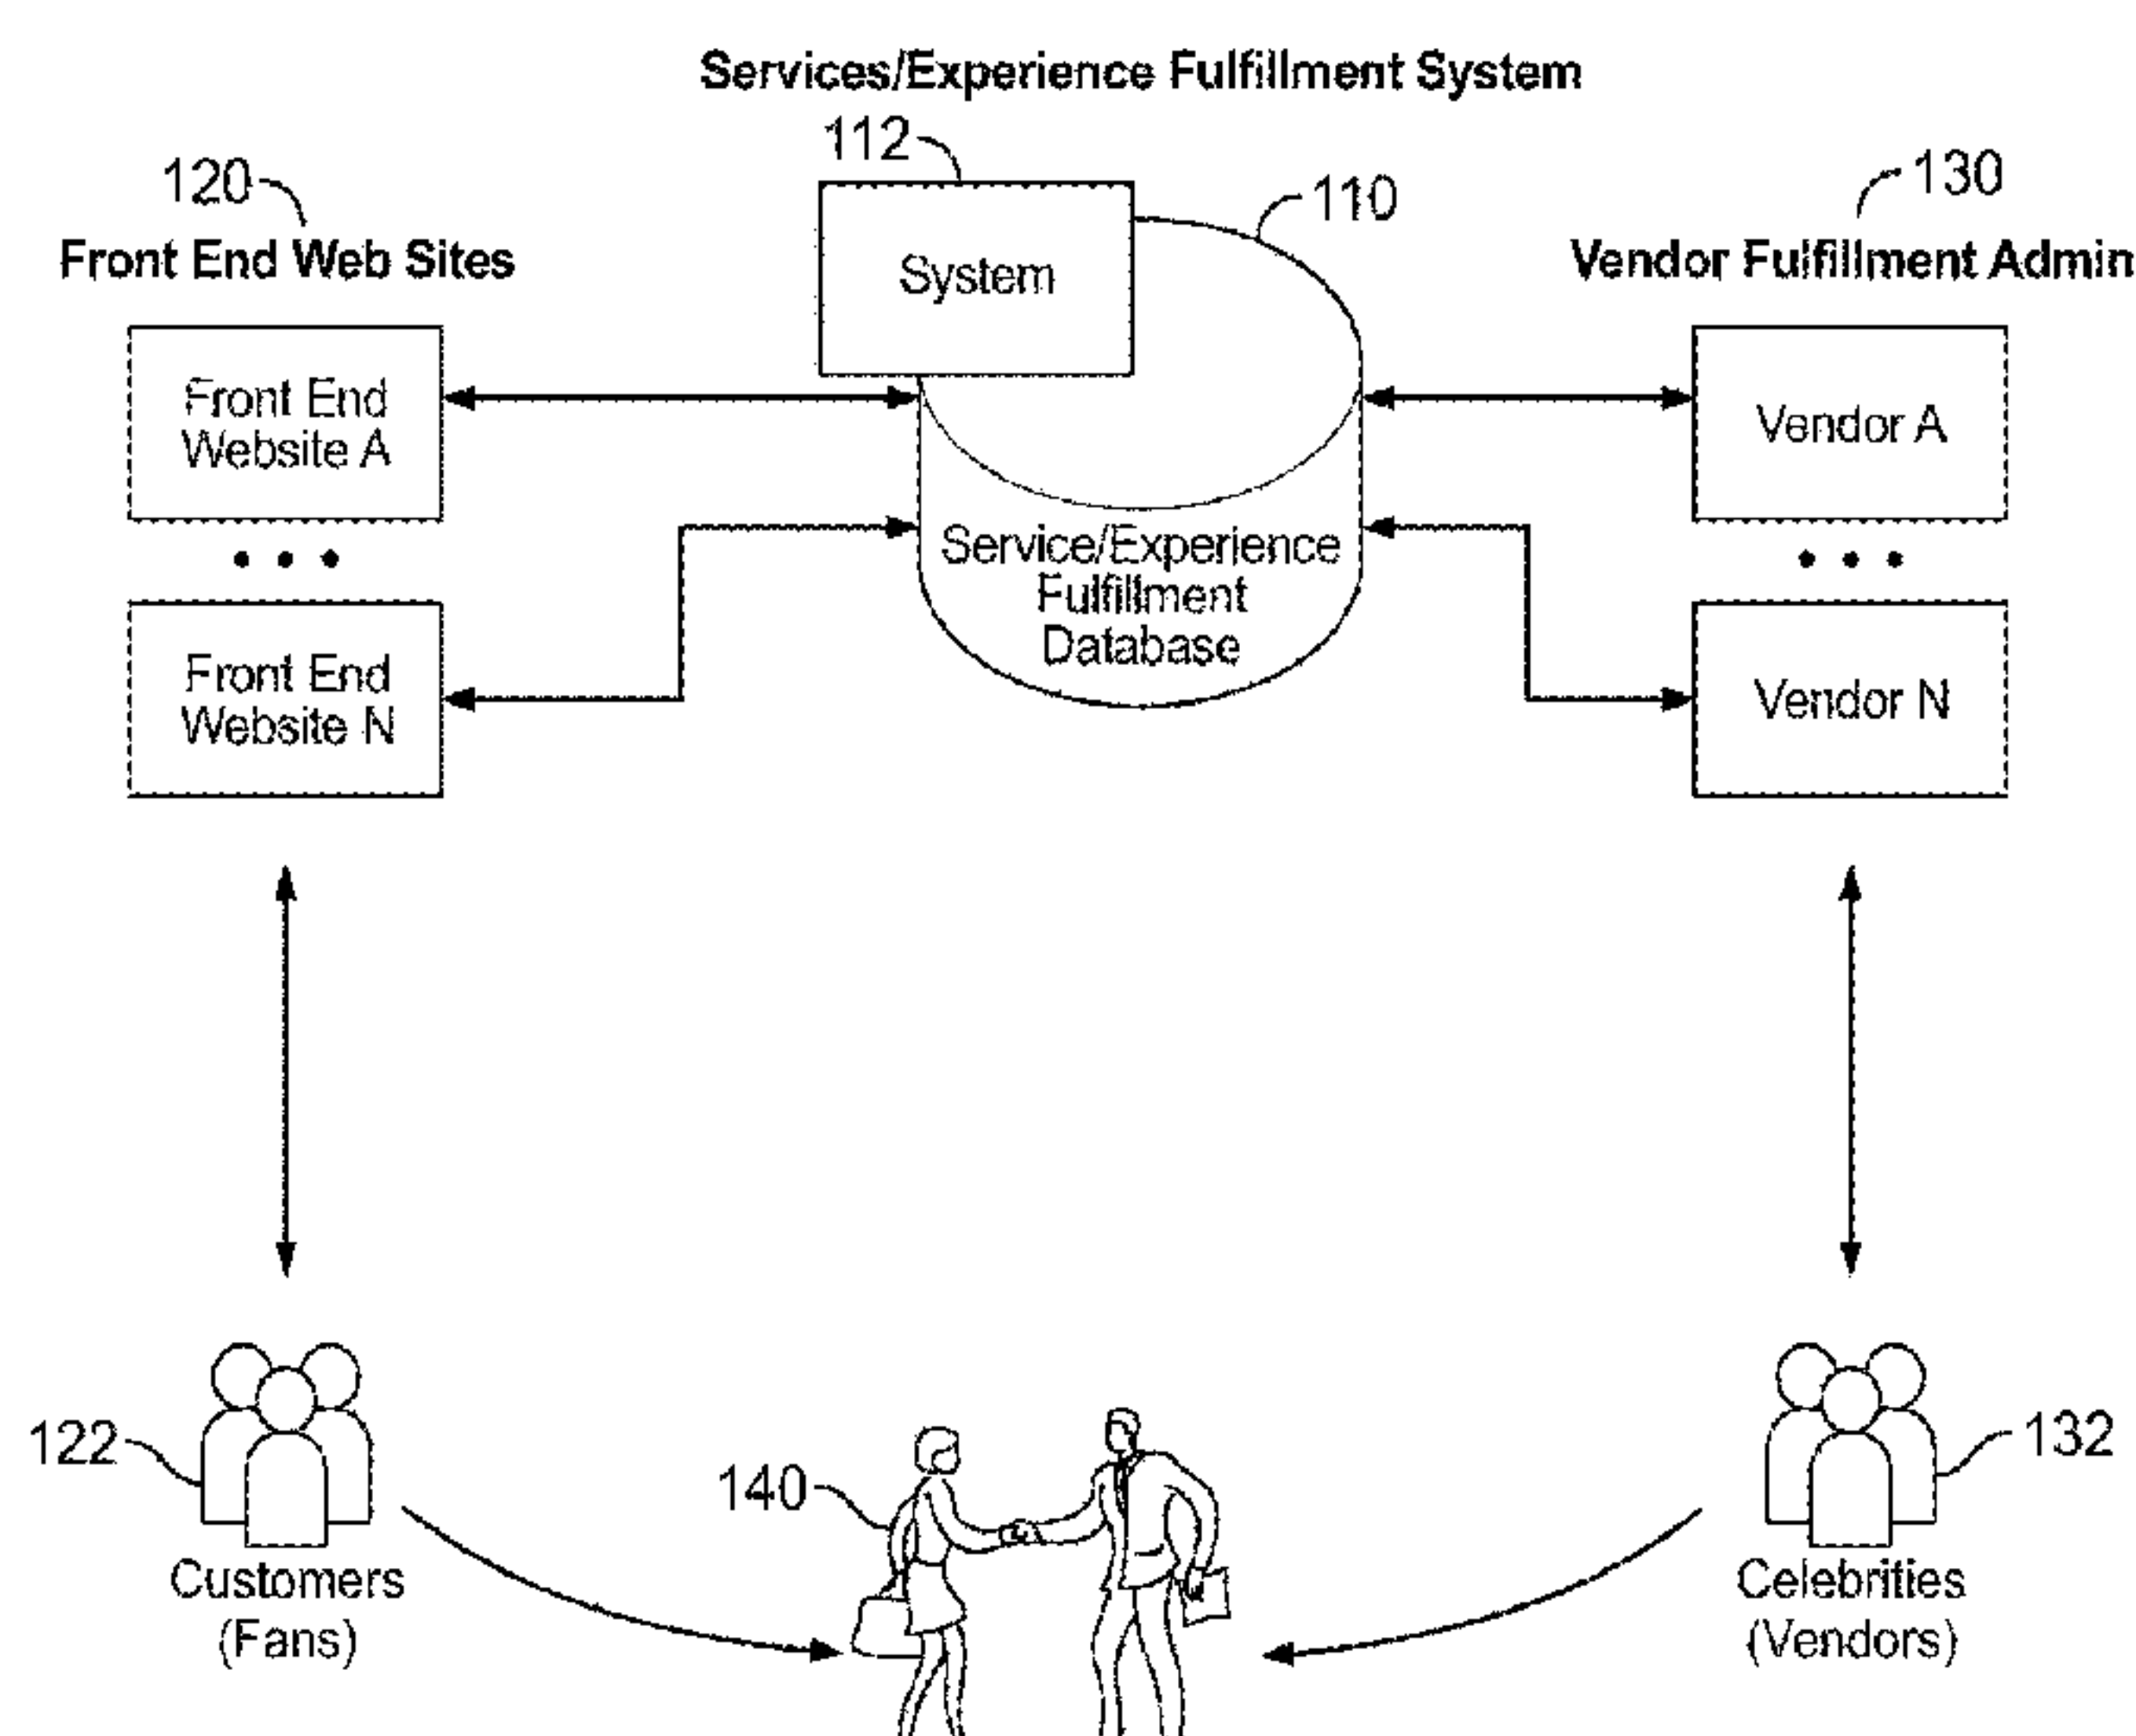 Services/Experience Fulfillment System
112
120
110
130
Front End Web Sites
System
Vendor Fulfillment Admin
Front End
Website A
Vendor A
Service/Experience
Fulfillment
Database
Front End
Website N
Vendor N
122
140
132
Customers
(Fans)
Celebrities
(Vendors)